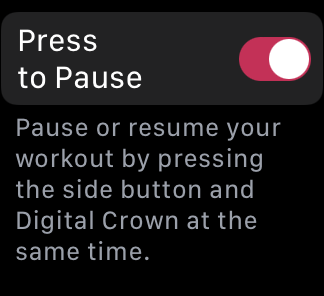 Press
to Pause
Pause or resume your
workout by pressing
the side button and
Digital Crown at the
same time.